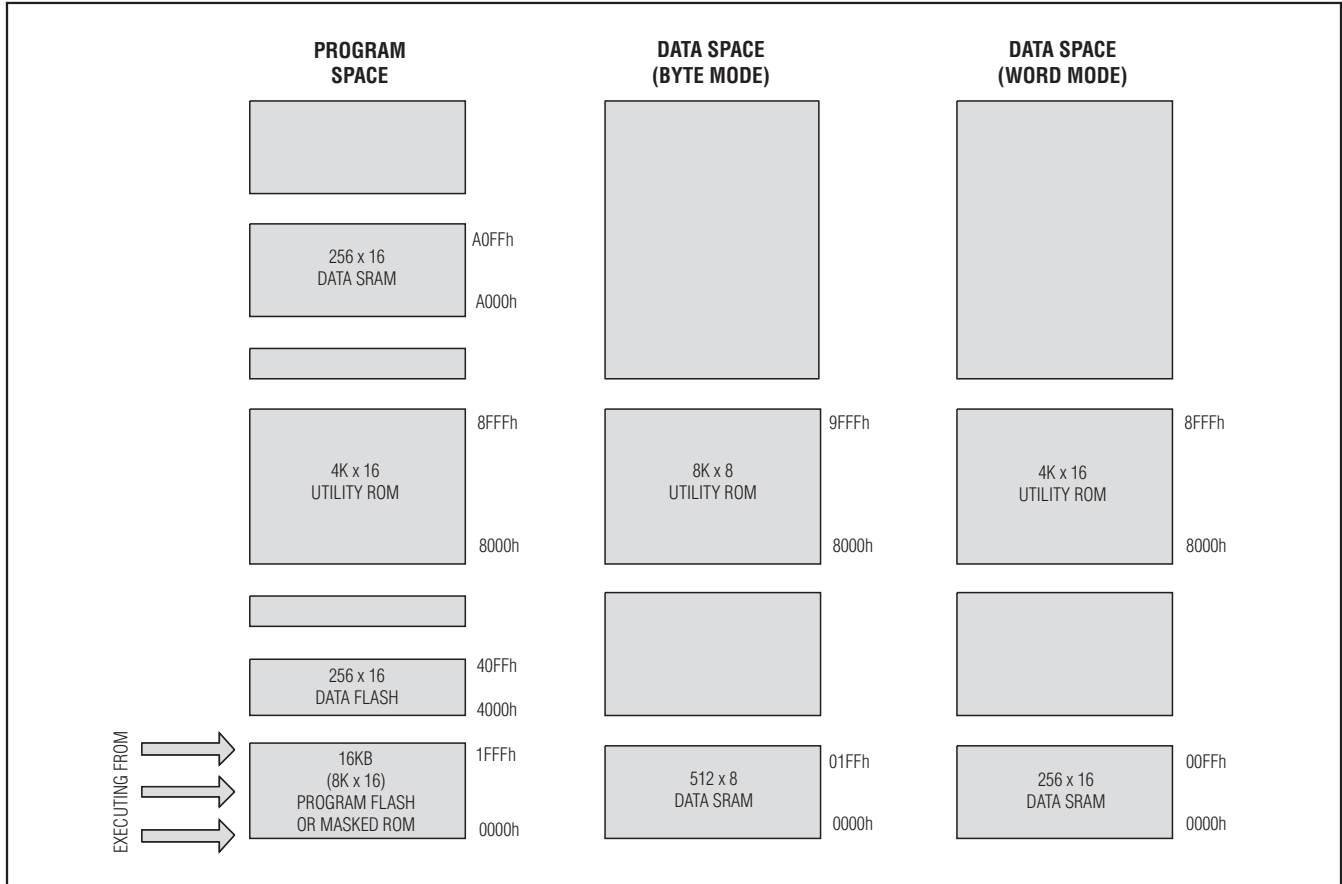 PROGRAM
SPACE
DATA SPACE
(BYTE MODE)
DATA SPACE
(WORD MODE)
A0FFh
256 x 16
DATA SRAM
A000h
8FFFh
4K x 16
UTILITY ROM
8000h
9FFFh
8K x 8
UTILITY ROM
8000h
8FFFh
4K x 16
UTILITY ROM
8000h
40FFh
256 x 16
DATA FLASH
4000h
EXECUTING FROM
1FFFh
16KB
(8K x 16)
PROGRAM FLASH
OR MASKED ROM
0000h
01FFh
512 x 8
DATA SRAM
0000h
00FFh
256 x 16
DATA SRAM
0000h